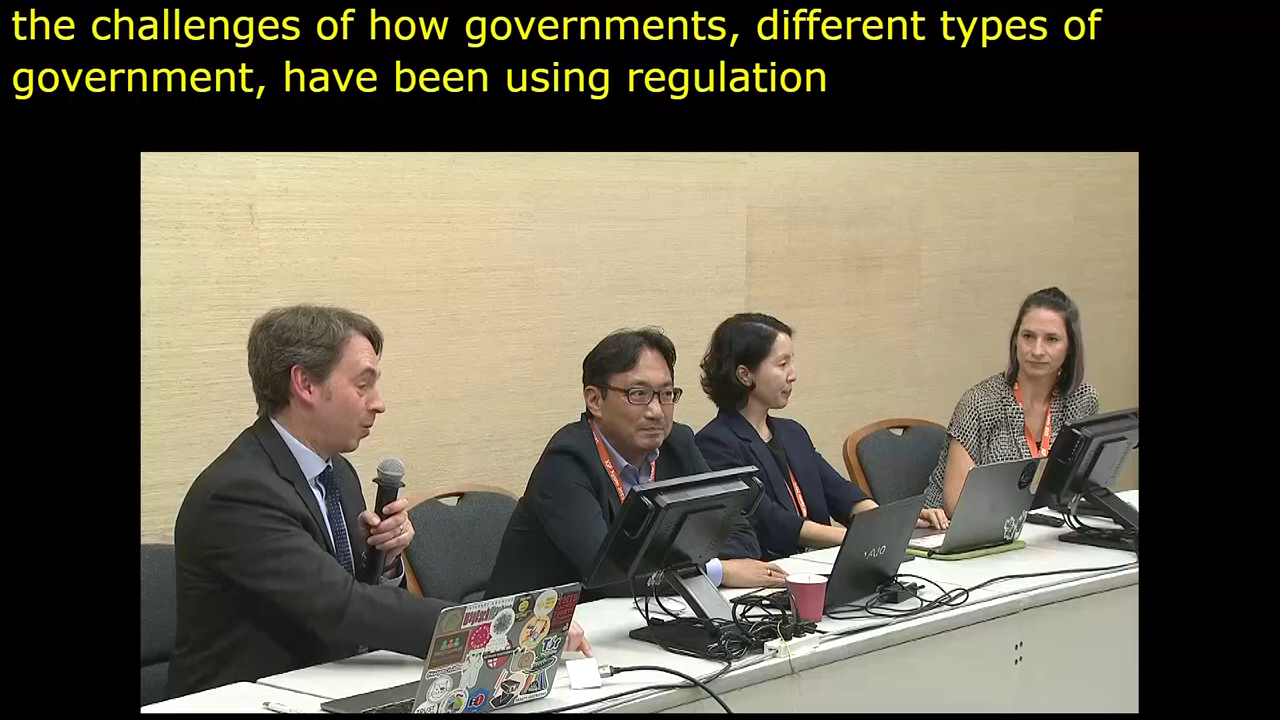 the challenges of how governments, different types of
government, have been using regulation
VAIO